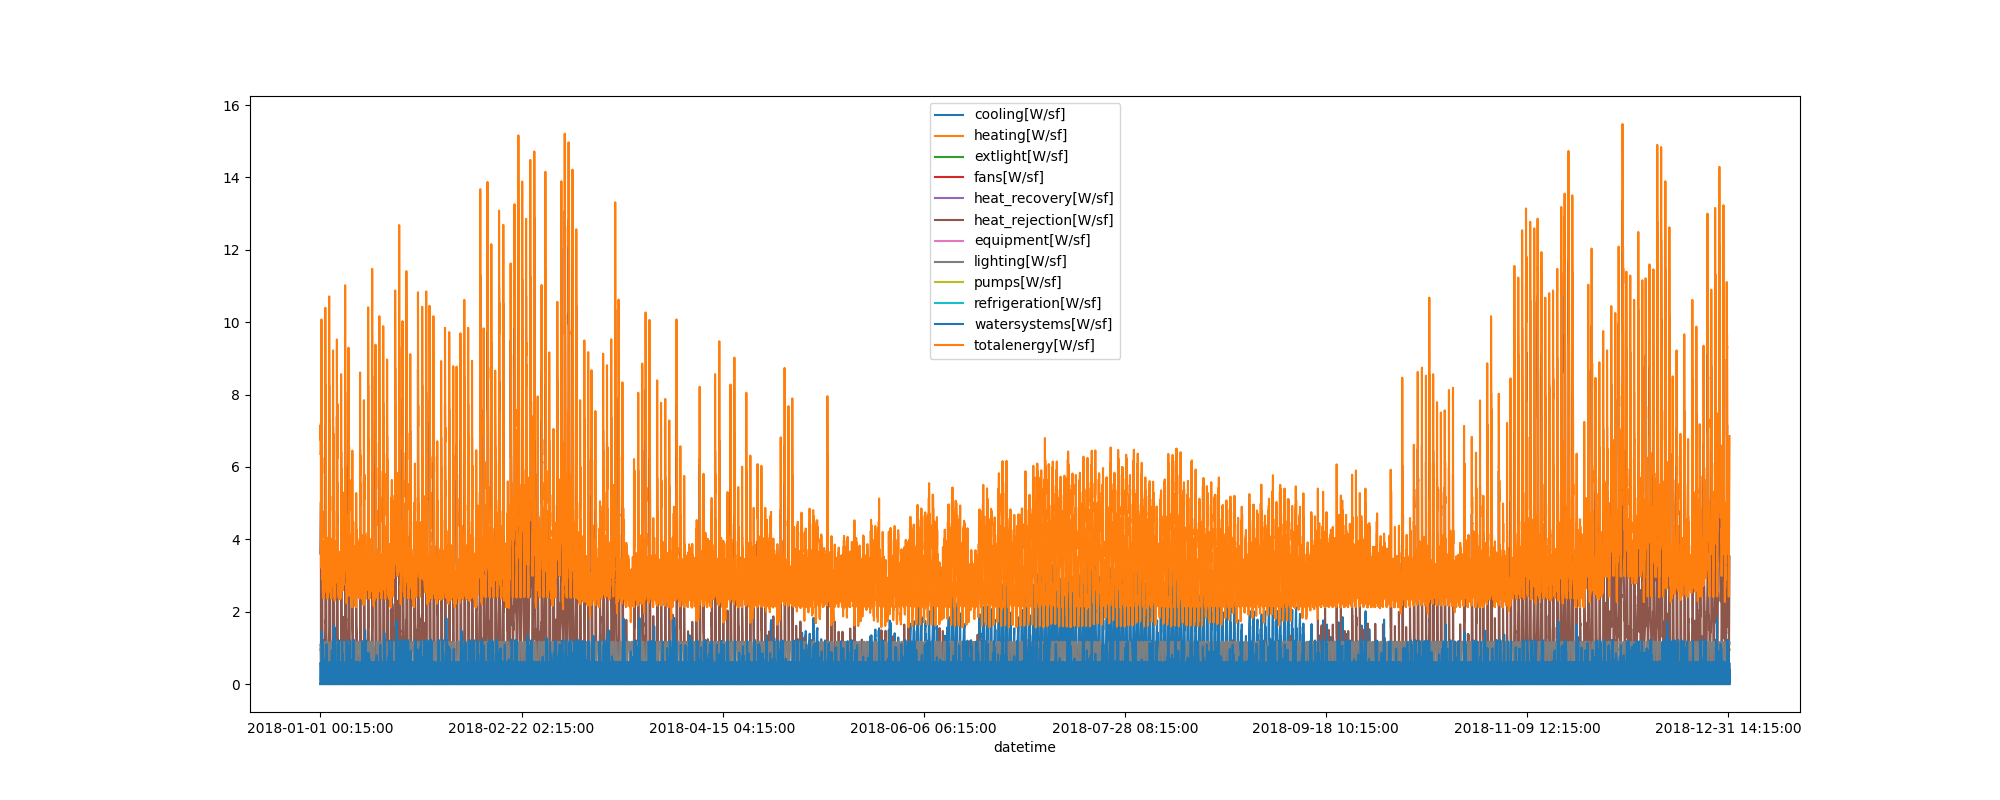 16
14
12
10
8
6
4
2
0
cooling[W/sf]
heating[W/sf]
extlight[W/sf]
fans[W/sf]
heat_recovery[W/sf]
heat_rejection[W/sf]
equipment[W/sf]
lighting[W/sf]
pumps[W/sf]
refrigeration[W/sf]
watersystems[W/sf]
totalenergy[W/sf]
2018-01-01 00:15:00 2018-02-22 02:15:00 2018-04-15 04:15:00 2018-06-06 06:15:00 2018-07-28 08:15:00 2018-09-18 10:15:00 2018-11-09 12:15:00 2018-12-31 14:15:00
datetime